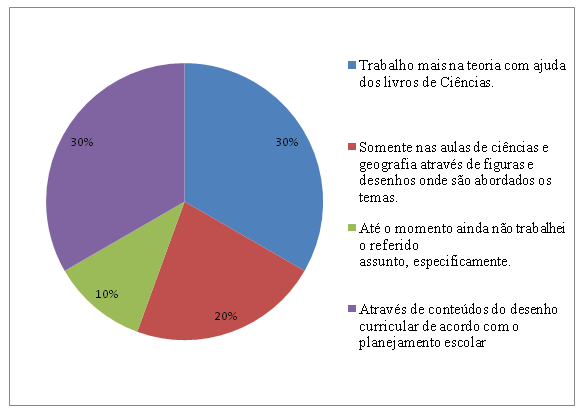 30%
30%
10%
20%
Trabalho mais na teoria com ajuda
dos livros de Ciências.
Somente nas aulas de ciências e
geografia através de figuras e
desenhos onde são abordados os
temas.
Até o momento ainda não trabalhei
o referido
assunto, especificamente.
Através de conteúdos do desenho
curricular de acordo com o
planejamento escolar